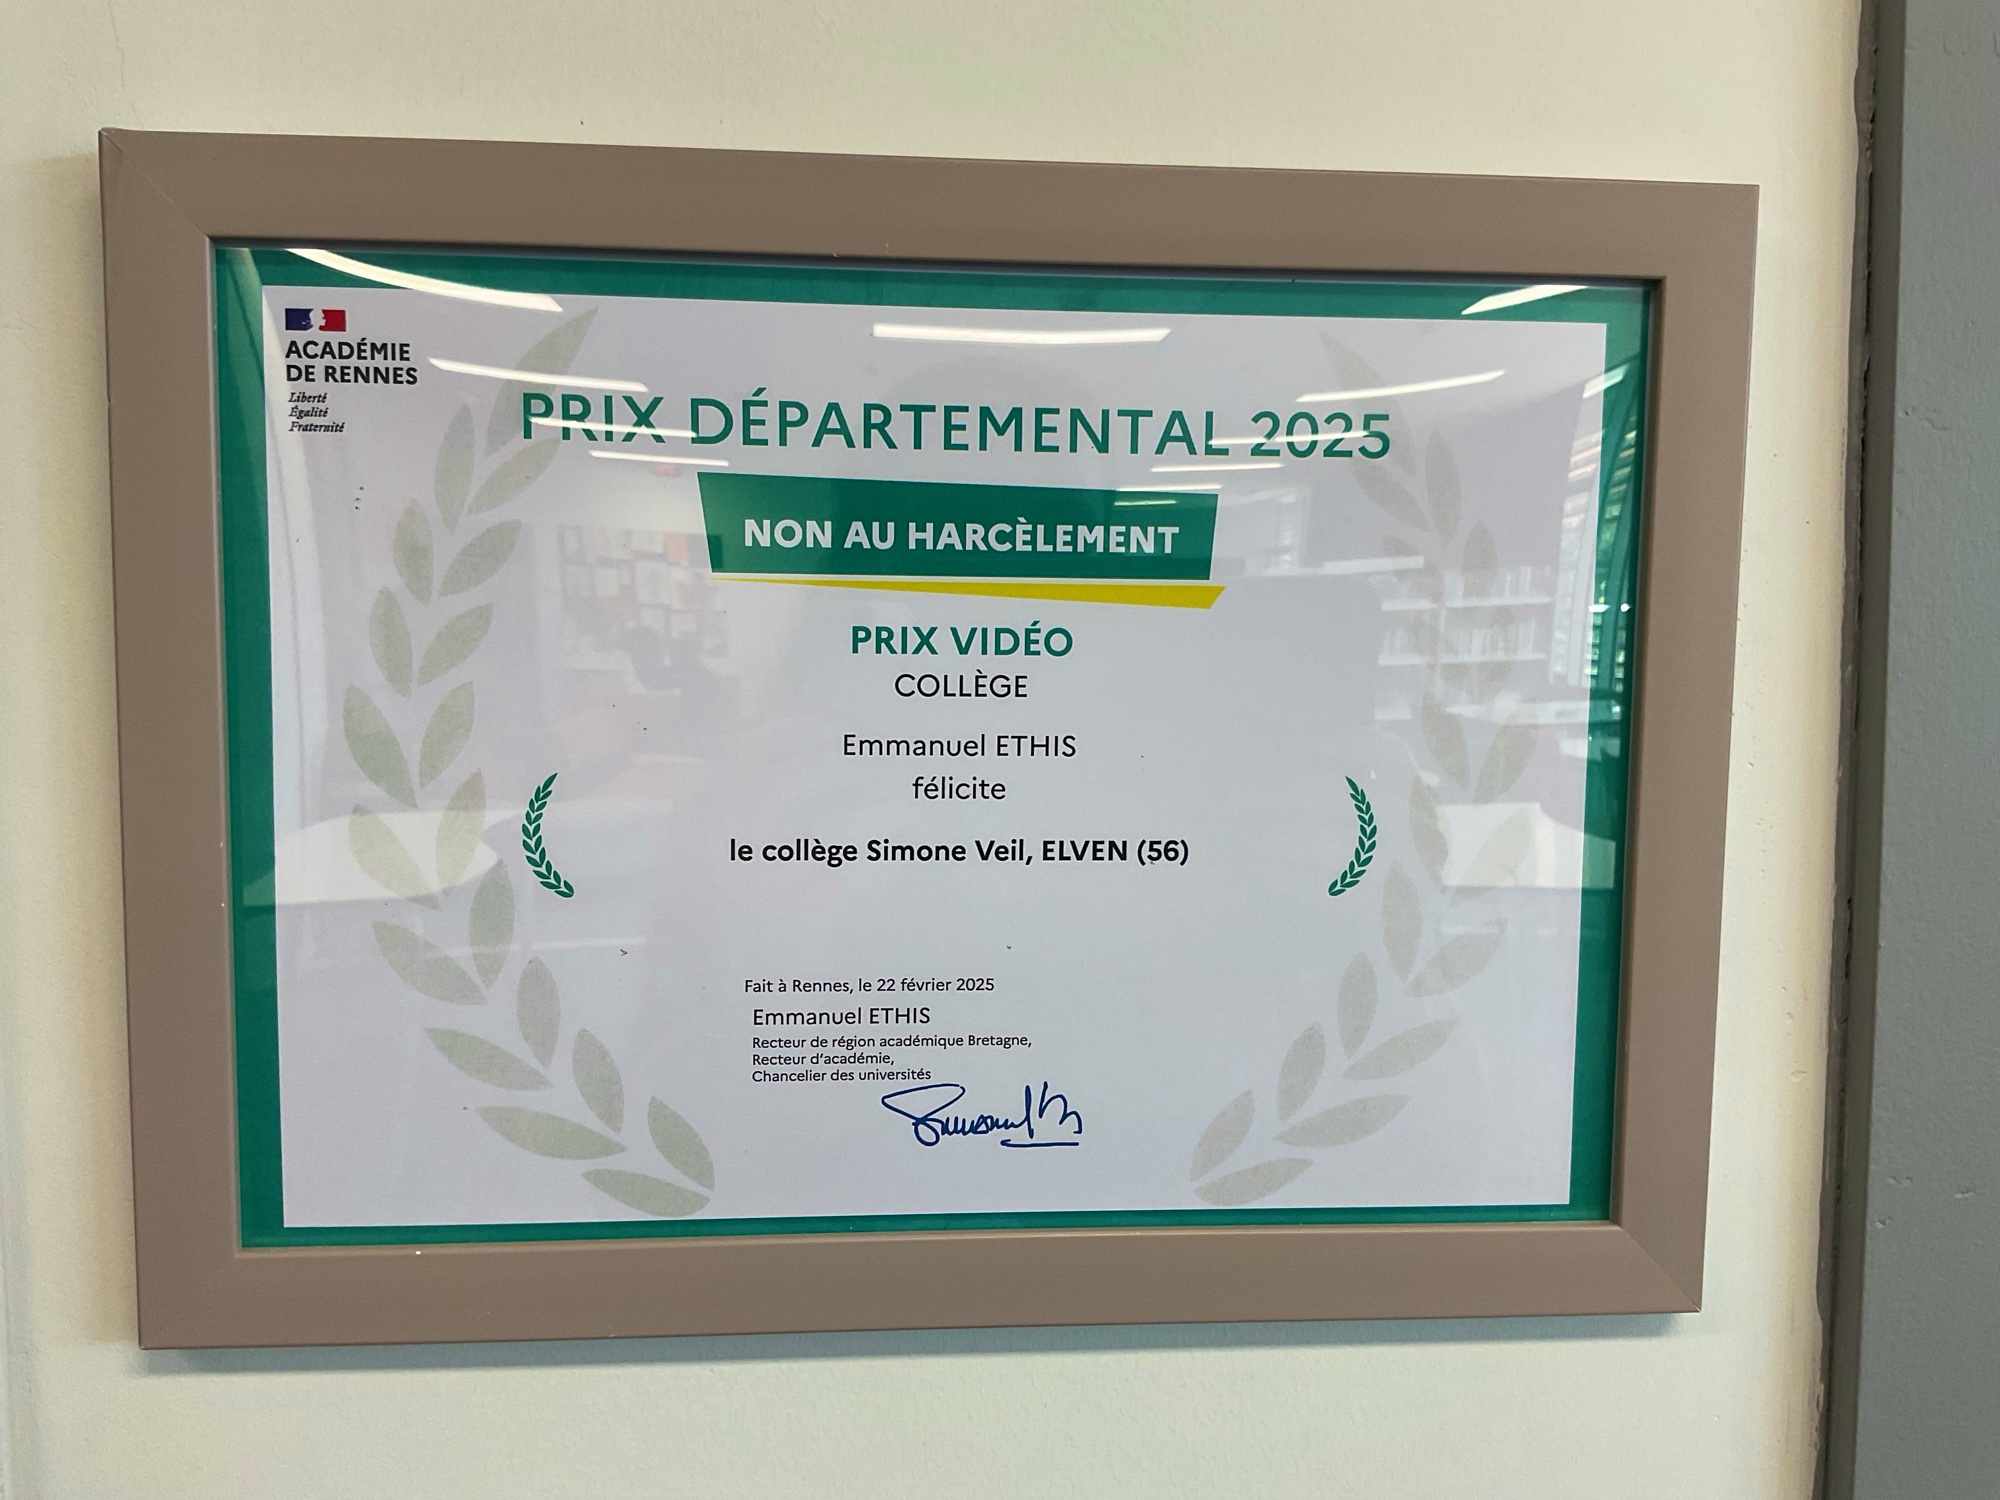 ACADÉMIE
DE RENNES
Liberté
Égalité
Fraternité
PRIX DÉPARTEMENTAL 2025
NON AU HARCÈLEMENT
PRIX VIDÉO
COLLÈGE
Emmanuel ETHIS
félicite
le collège Simone Veil, ELVEN (56)
Fait à Rennes, le 22 février 2025
Emmanuel ETHIS
Recteur de région académique Bretagne,
Recteur d'académie,
Chancelier des universités